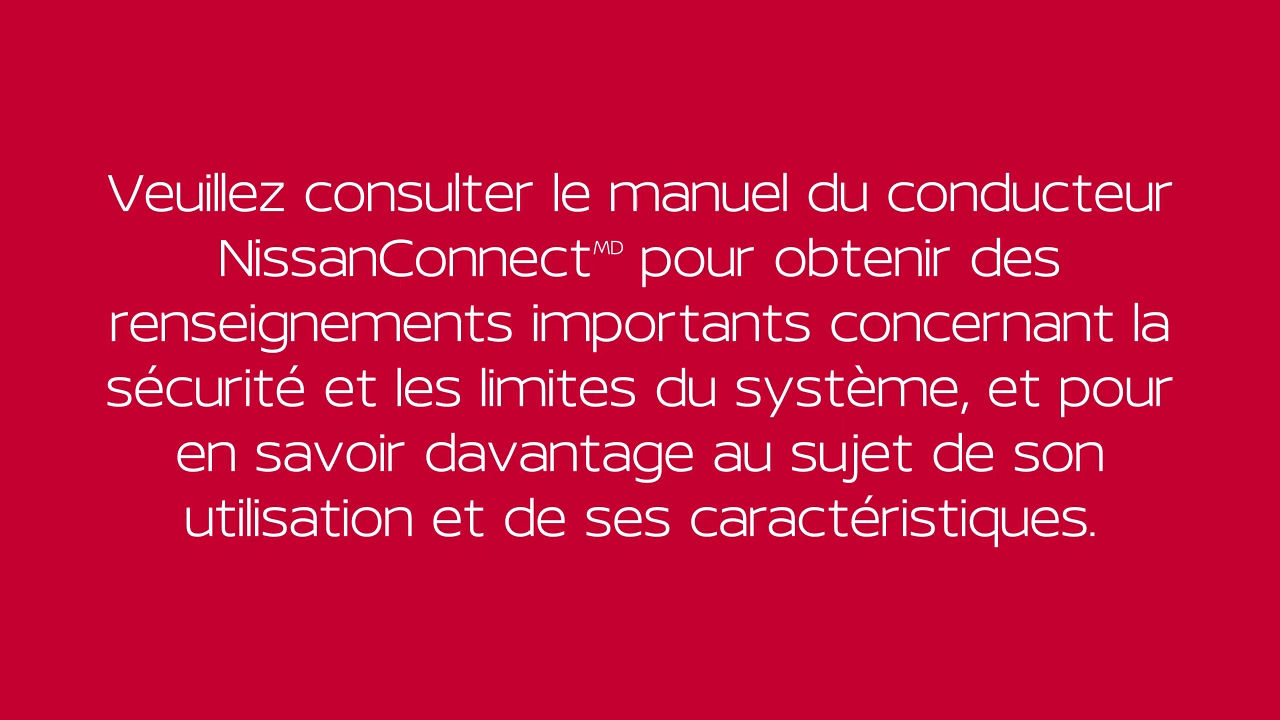 Veuillez consulter le manuel du conducteur
NissanConnectᴹᴰ pour obtenir des
renseignements importants concernant la
sécurité et les limites du système, et pour
en savoir davantage au sujet de son
utilisation et de ses caractéristiques.